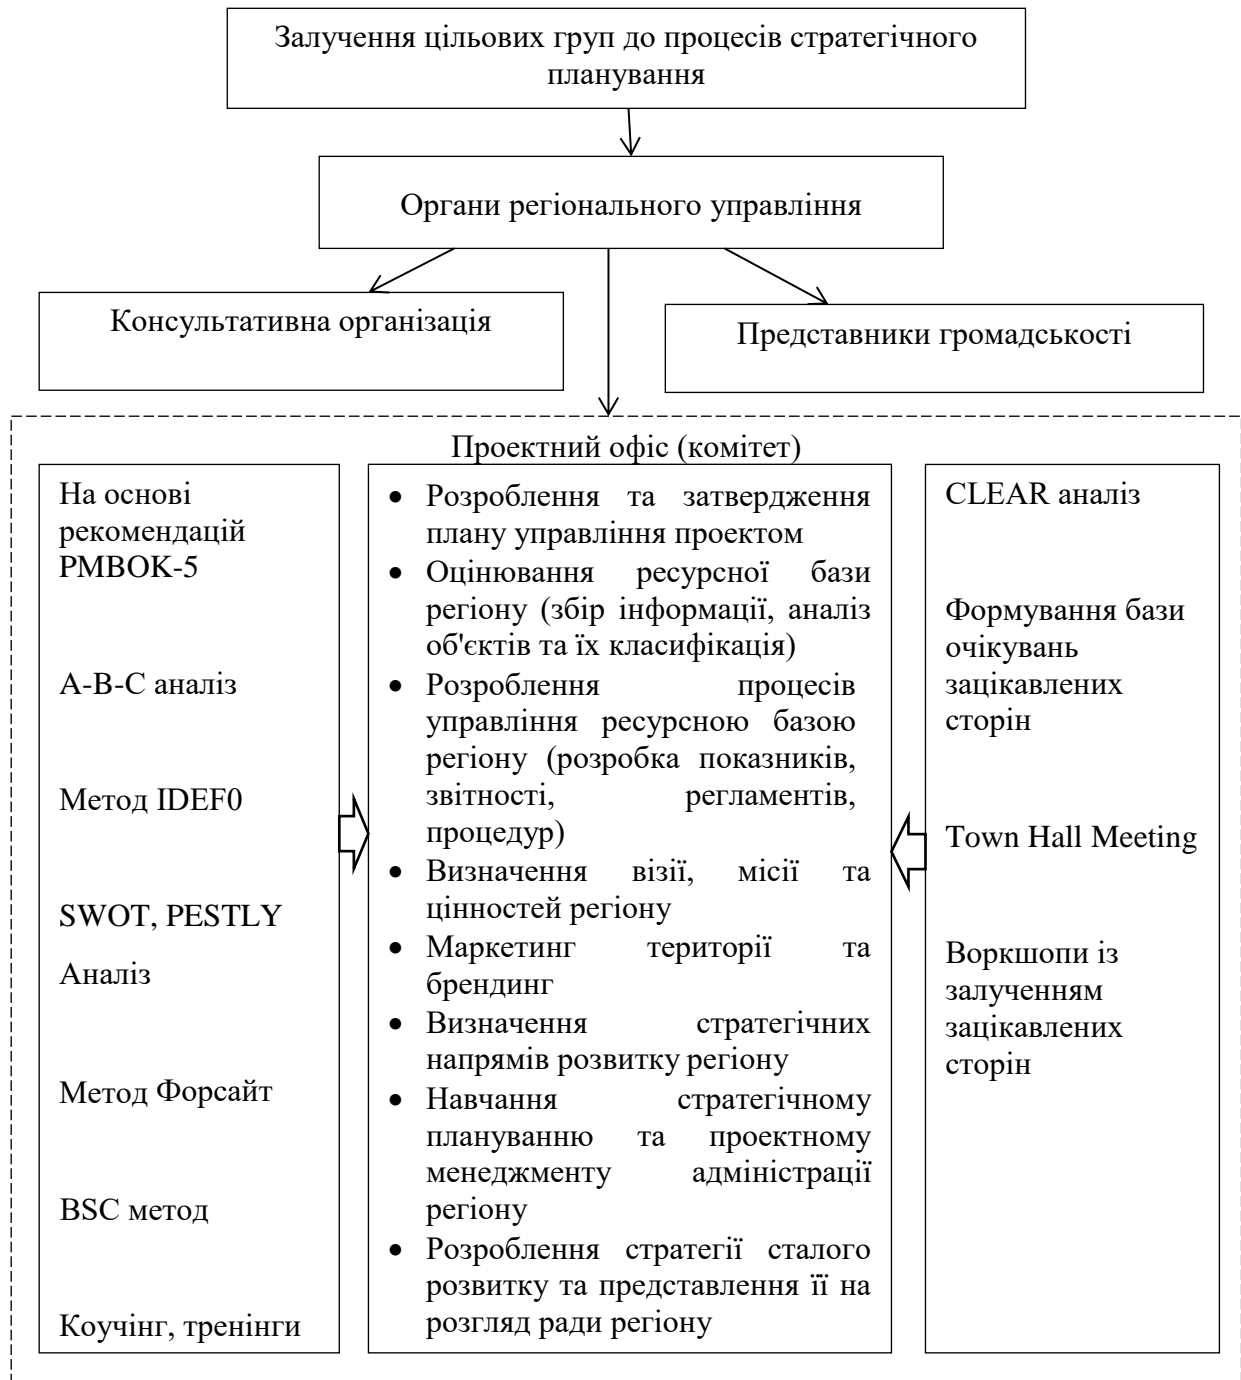 Залучення цільових груп до процесів стратегічного
планування
Органи регіонального управління
Консультативна організація
Представники громадськості
Проектний офіс (комітет)
На основі
рекомендацій
PMBOK-5
A-B-C аналіз
Метод IDEF0
SWOT, PESTLY
Аналіз
Метод Форсайт
BSC метод
Коучінг, тренінги
• Розроблення та затвердження
плану управління проектом
• Оцінювання ресурсної бази
регіону (збір інформації, аналіз
об'єктів та їх класифікація)
• Розроблення процесів
управління ресурсною базою
регіону (розробка показників,
звітності, регламентів,
процедур)
• Визначення візії, місії та
цінностей регіону
• Маркетинг території та
брендинг
• Визначення стратегічних
напрямів розвитку регіону
• Навчання стратегічному
плануванню та проектному
менеджменту адміністрації
регіону
• Розроблення стратегії сталого
розвитку та представлення її на
розгляд ради регіону
CLEAR аналіз
Формування бази
очікувань
зацікавлених
сторін
Town Hall Meeting
Воркшопи із
залученням
зацікавлених
сторін